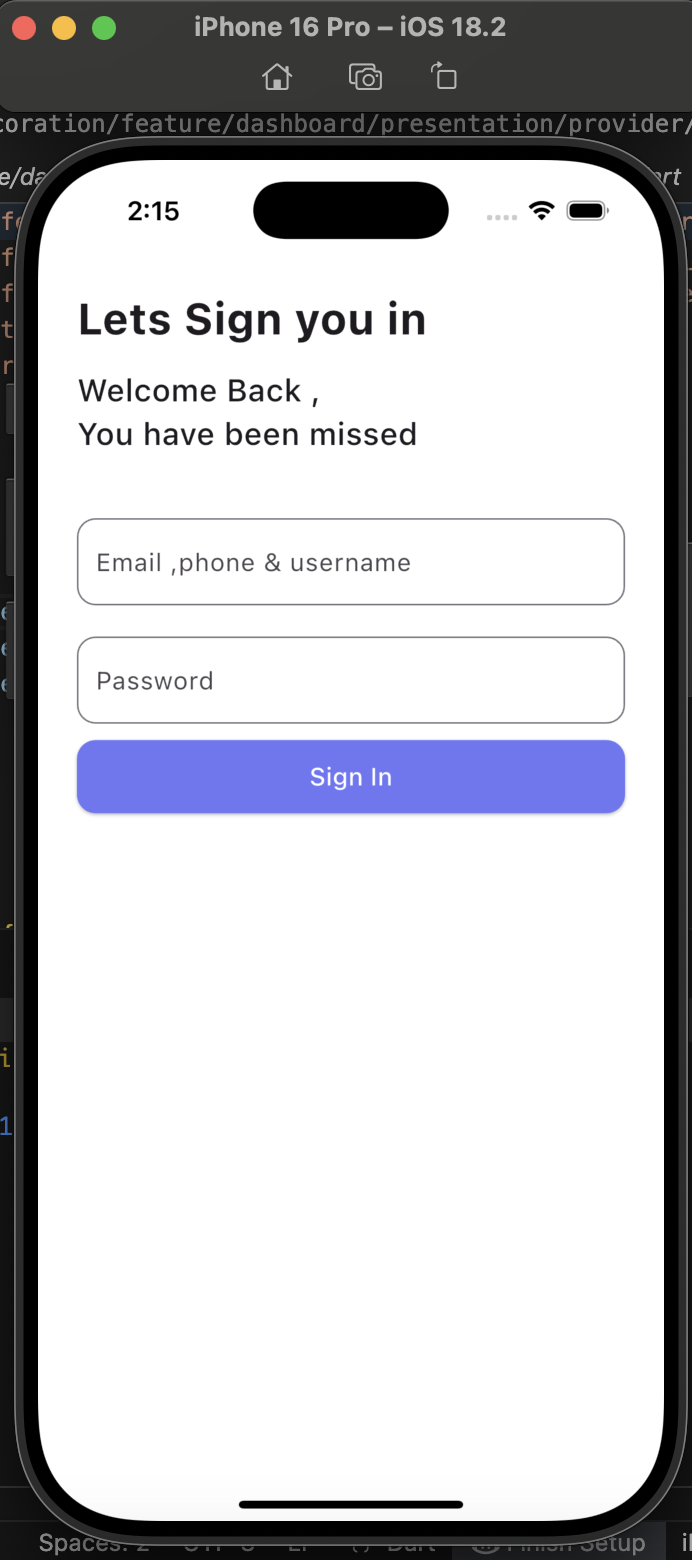 iPhone 16 Pro – iOS 18.2
coration/feature/dashboard/presentation/provider/
2:15
Lets Sign you in
Welcome Back ,
You have been missed
Email ,phone & username
Password
Sign In
Spaces: 2
Dart
Finish Setup